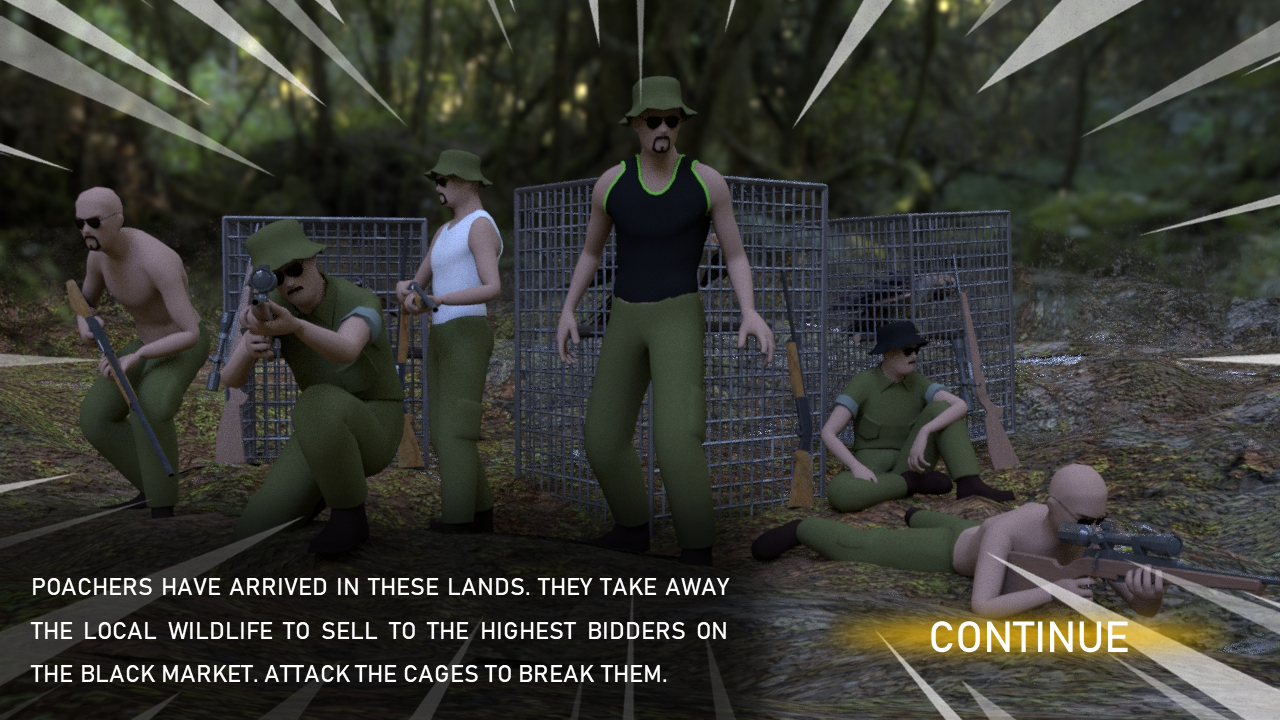 POACHERS HAVE ARRIVED IN THESE LANDS. THEY TAKE AWAY
THE LOCAL WILDLIFE TO SELL TO THE HIGHEST BIDDERS ON
THE BLACK MARKET. ATTACK THE CAGES TO BREAK THEM.
CONTINUE